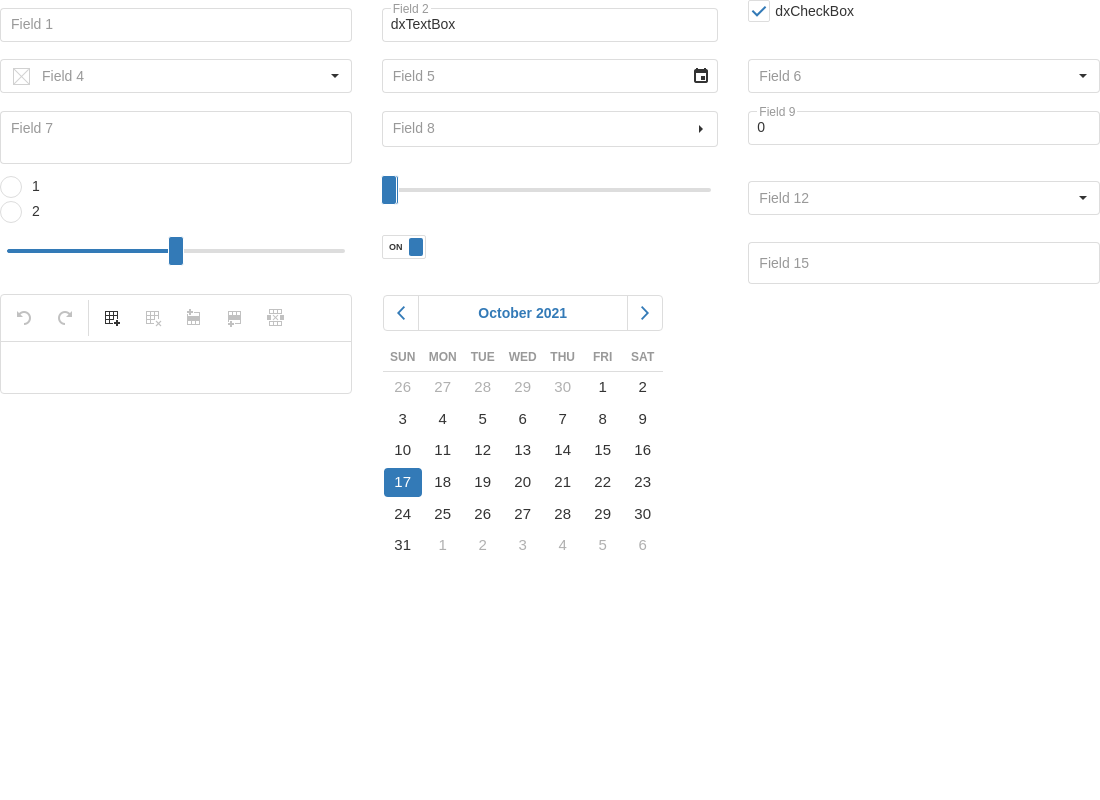 Field 1
Field 2
dxTextBox
dxCheckBox
Field 4
Field 5
Field 6
Field 7
Field 8
Field 9
0
1
2
Field 12
ON
Field 15
October 2021
SUN MON TUE WED THU FRI SAT
26 27 28 29 30 1 2
3 4 5 6 7 8 9
10 11 12 13 14 15 16
17 18 19 20 21 22 23
24 25 26 27 28 29 30
31 1 2 3 4 5 6